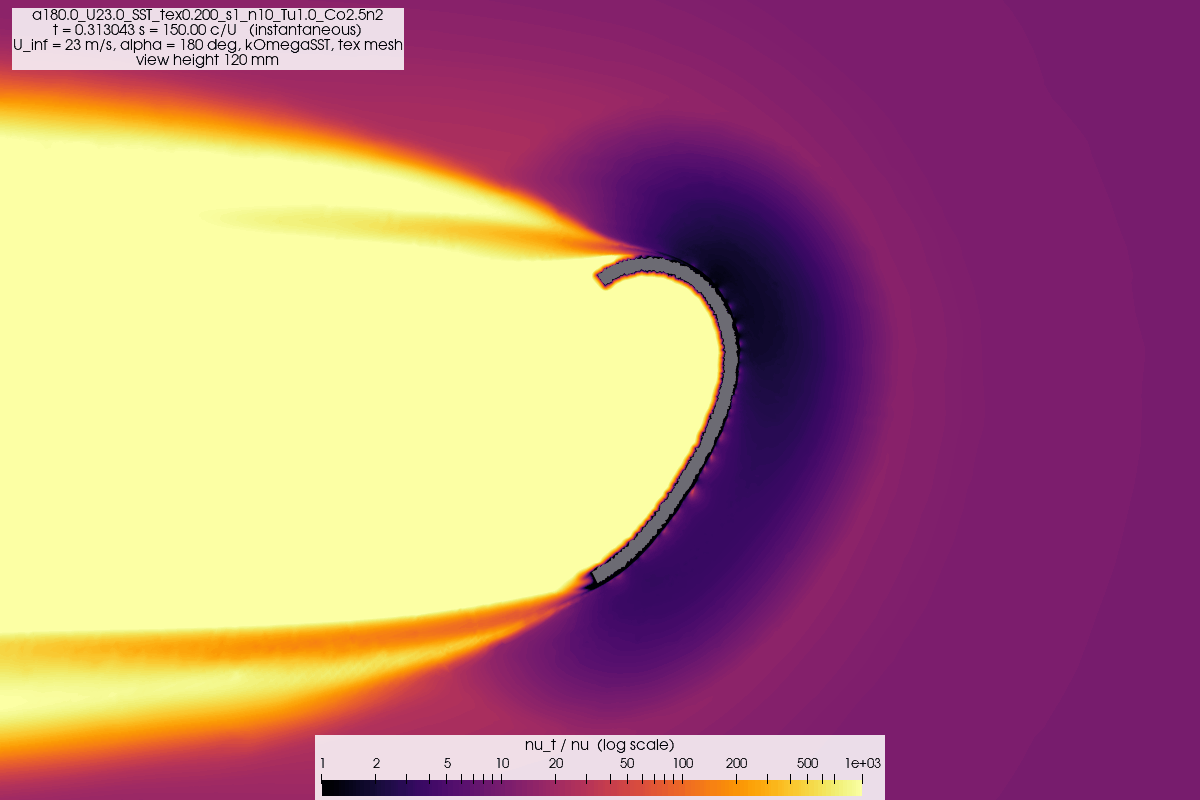 a180.0_U23.0_SST_tex0.200_s1_n10_Tu1.0_Co2.5n2
t = 0.313043 s = 150.00 c/U (instantaneous)
U_inf = 23 m/s, alpha = 180 deg, kOmegaSST, tex mesh
view height 120 mm
nu_t / nu (log scale)
1 2 5 10 20 50 100 200 500 1e+03